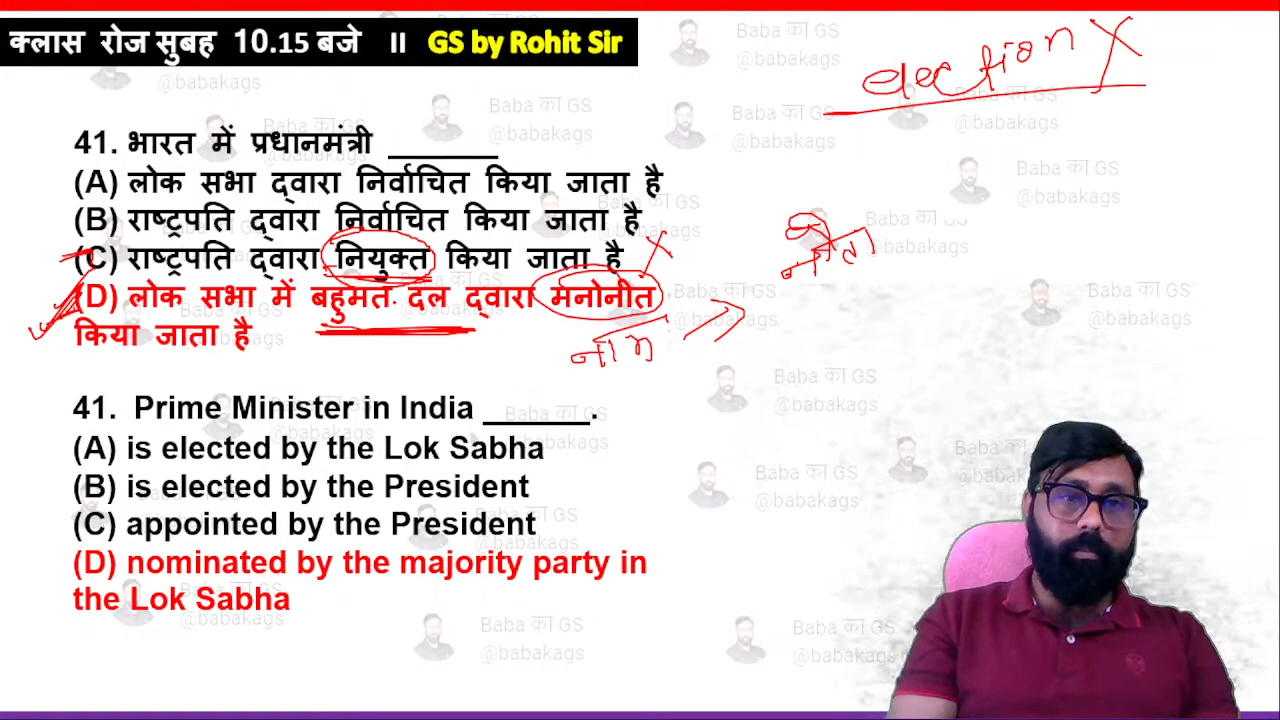 क्लास रोज सुबह 10.15 बजे II GS by Rohit Sir
election
41. भारत में प्रधानमंत्री ________
(A) लोक सभा द्वारा निर्वाचित किया जाता है
(B) राष्ट्रपति द्वारा निर्वाचित किया जाता है
(C) राष्ट्रपति द्वारा नियुक्त किया जाता है
(D) लोक सभा में बहुमत दल द्वारा मनोनीत
किया जाता है
नाम
नेता
41. Prime Minister in India ______.
(A) is elected by the Lok Sabha
(B) is elected by the President
(C) appointed by the President
(D) nominated by the majority party in
the Lok Sabha
Baba का GS
@babakags